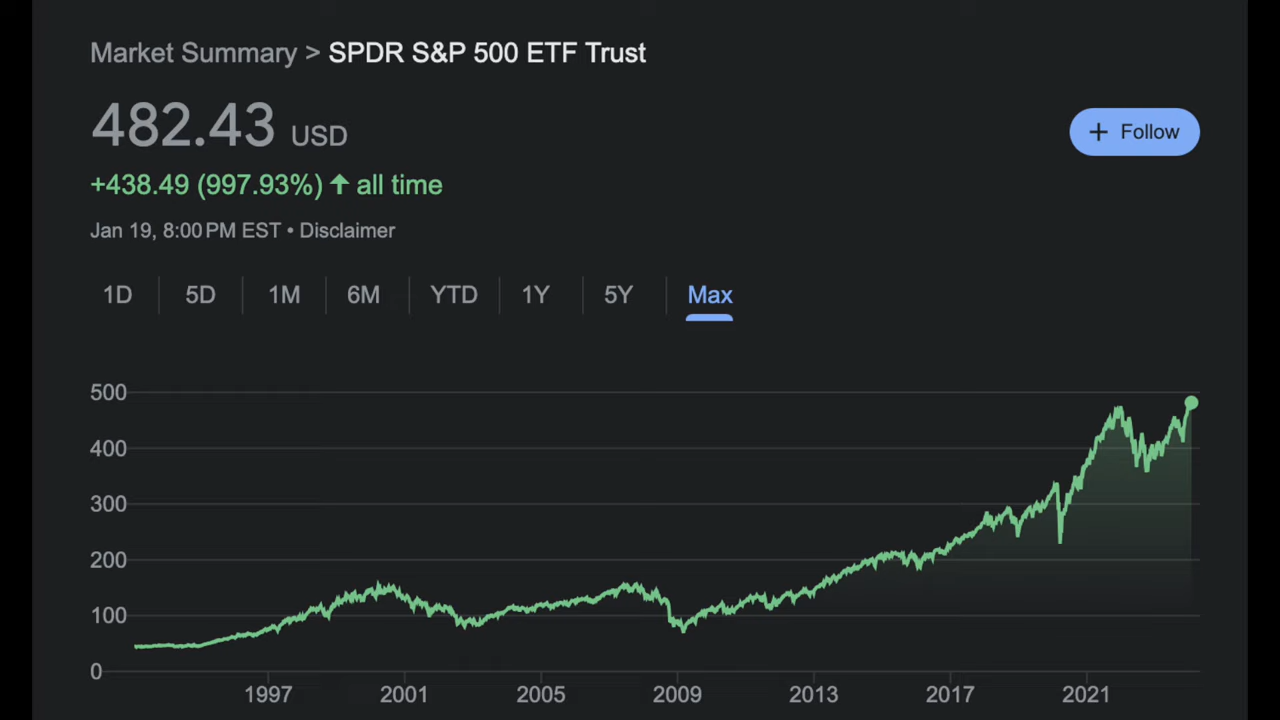 Market Summary > SPDR S&P 500 ETF Trust
482.43 USD
+ Follow
+438.49 (997.93%) ↑ all time
Jan 19, 8:00 PM EST • Disclaimer
1D 5D 1M 6M YTD 1Y 5Y Max
500
400
300
200
100
0
1997 2001 2005 2009 2013 2017 2021